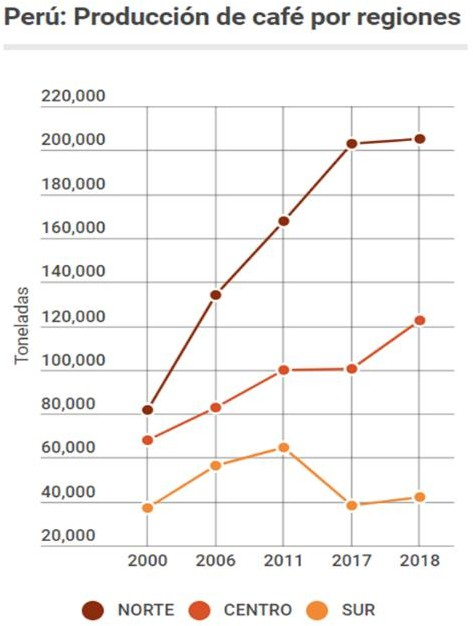 Perú: Producción de café por regiones
220,000
200,000
180,000
160,000
140,000
120,000
100,000
80,000
60,000
40,000
20,000
Toneladas
2000 2006 2011 2017 2018
NORTE CENTRO SUR